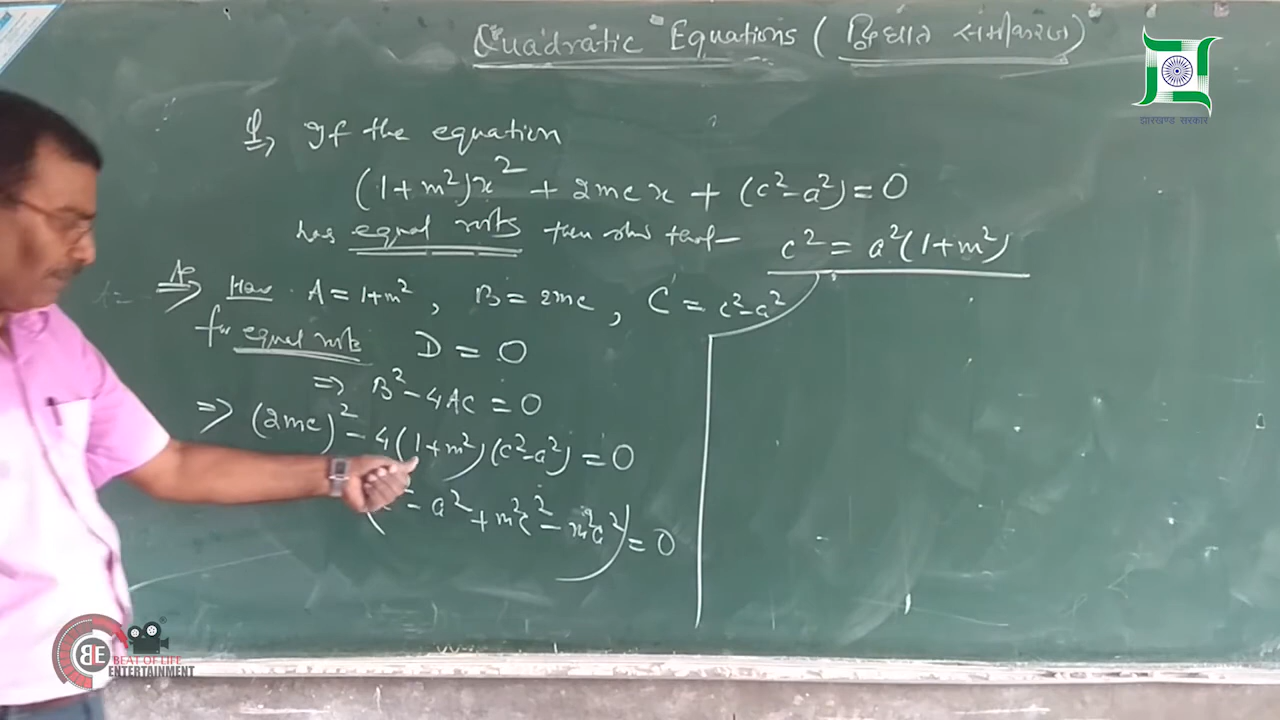 Quadratic Equations (द्विघात समीकरण)
झारखण्ड सरकार
Q⇒ If the equation
(1+m²)x² + 2mcx + (c²-a²) = 0
has equal roots then show that- c² = a²(1+m²)
⇒ Here A = 1+m², B = 2mc, C = c²-a²
for equal roots D = 0
⇒ B² - 4AC = 0
⇒ (2mc)² - 4(1+m²)(c²-a²) = 0
- a² + m²c² - m²a²) = 0
BEAT OF LIFE
ENTERTAINMENT